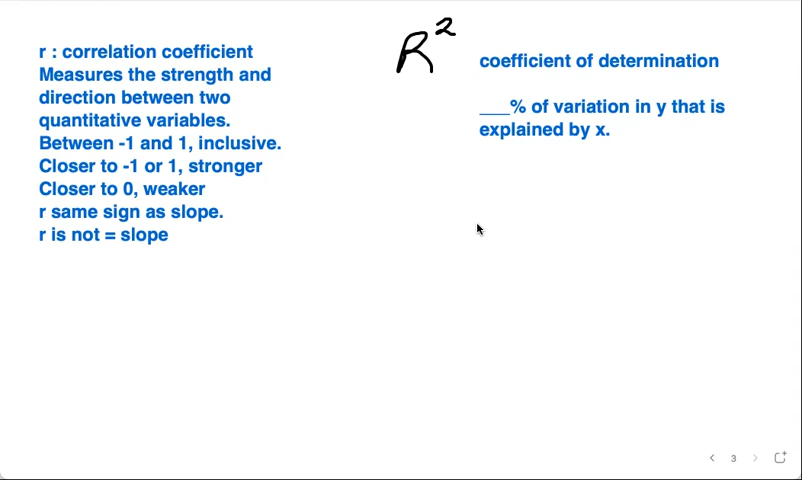 r : correlation coefficient
Measures the strength and
direction between two
quantitative variables.
Between -1 and 1, inclusive.
Closer to -1 or 1, stronger
Closer to 0, weaker
r same sign as slope.
r is not = slope
R²
coefficient of determination
___% of variation in y that is
explained by x.
3